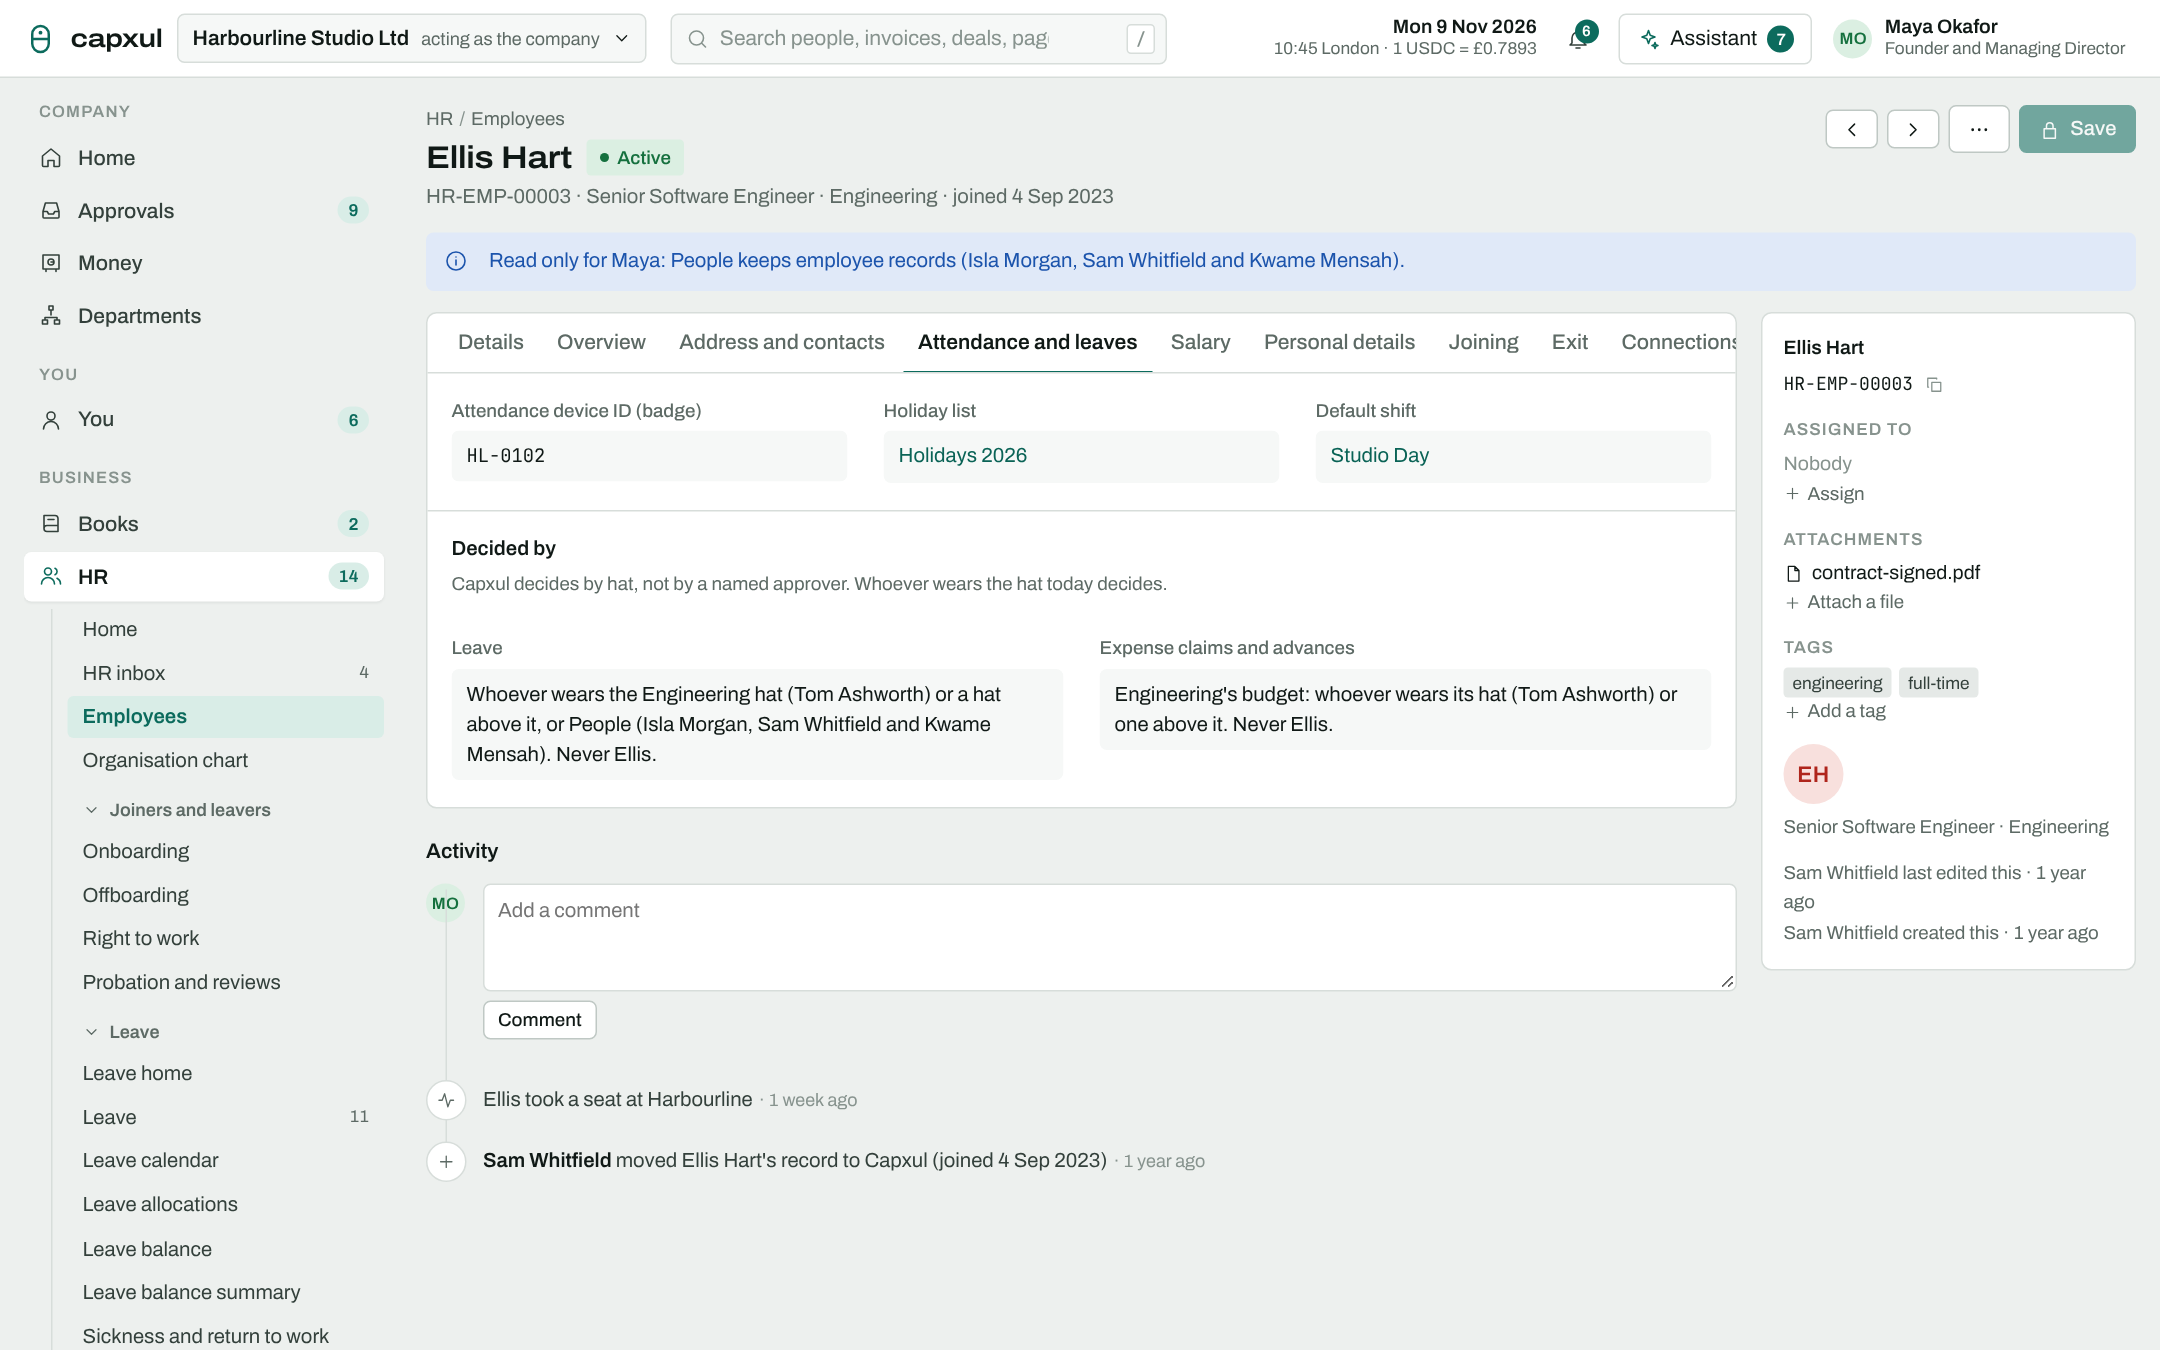 capxul
Harbourline Studio Ltd acting as the company
Search people, invoices, deals, pag
/
Mon 9 Nov 2026
10:45 London · 1 USDC = £0.7893
6
Assistant 7
MO
Maya Okafor
Founder and Managing Director
COMPANY
Home
Approvals 9
Money
Departments
YOU
You 6
BUSINESS
Books 2
HR 14
Home
HR inbox 4
Employees
Organisation chart
Joiners and leavers
Onboarding
Offboarding
Right to work
Probation and reviews
Leave
Leave home
Leave 11
Leave calendar
Leave allocations
Leave balance
Leave balance summary
Sickness and return to work
HR / Employees
Ellis Hart Active
HR-EMP-00003 · Senior Software Engineer · Engineering · joined 4 Sep 2023
Save
Read only for Maya: People keeps employee records (Isla Morgan, Sam Whitfield and Kwame Mensah).
Details Overview Address and contacts Attendance and leaves Salary Personal details Joining Exit Connections
Attendance device ID (badge) Holiday list Default shift
HL-0102 Holidays 2026 Studio Day
Decided by
Capxul decides by hat, not by a named approver. Whoever wears the hat today decides.
Leave
Whoever wears the Engineering hat (Tom Ashworth) or a hat
above it, or People (Isla Morgan, Sam Whitfield and Kwame
Mensah). Never Ellis.
Expense claims and advances
Engineering's budget: whoever wears its hat (Tom Ashworth) or
one above it. Never Ellis.
Activity
MO
Add a comment
Comment
Ellis took a seat at Harbourline · 1 week ago
Sam Whitfield moved Ellis Hart's record to Capxul (joined 4 Sep 2023) · 1 year ago
Ellis Hart
HR-EMP-00003
ASSIGNED TO
Nobody
+ Assign
ATTACHMENTS
contract-signed.pdf
+ Attach a file
TAGS
engineering full-time
+ Add a tag
EH
Senior Software Engineer · Engineering
Sam Whitfield last edited this · 1 year
ago
Sam Whitfield created this · 1 year ago